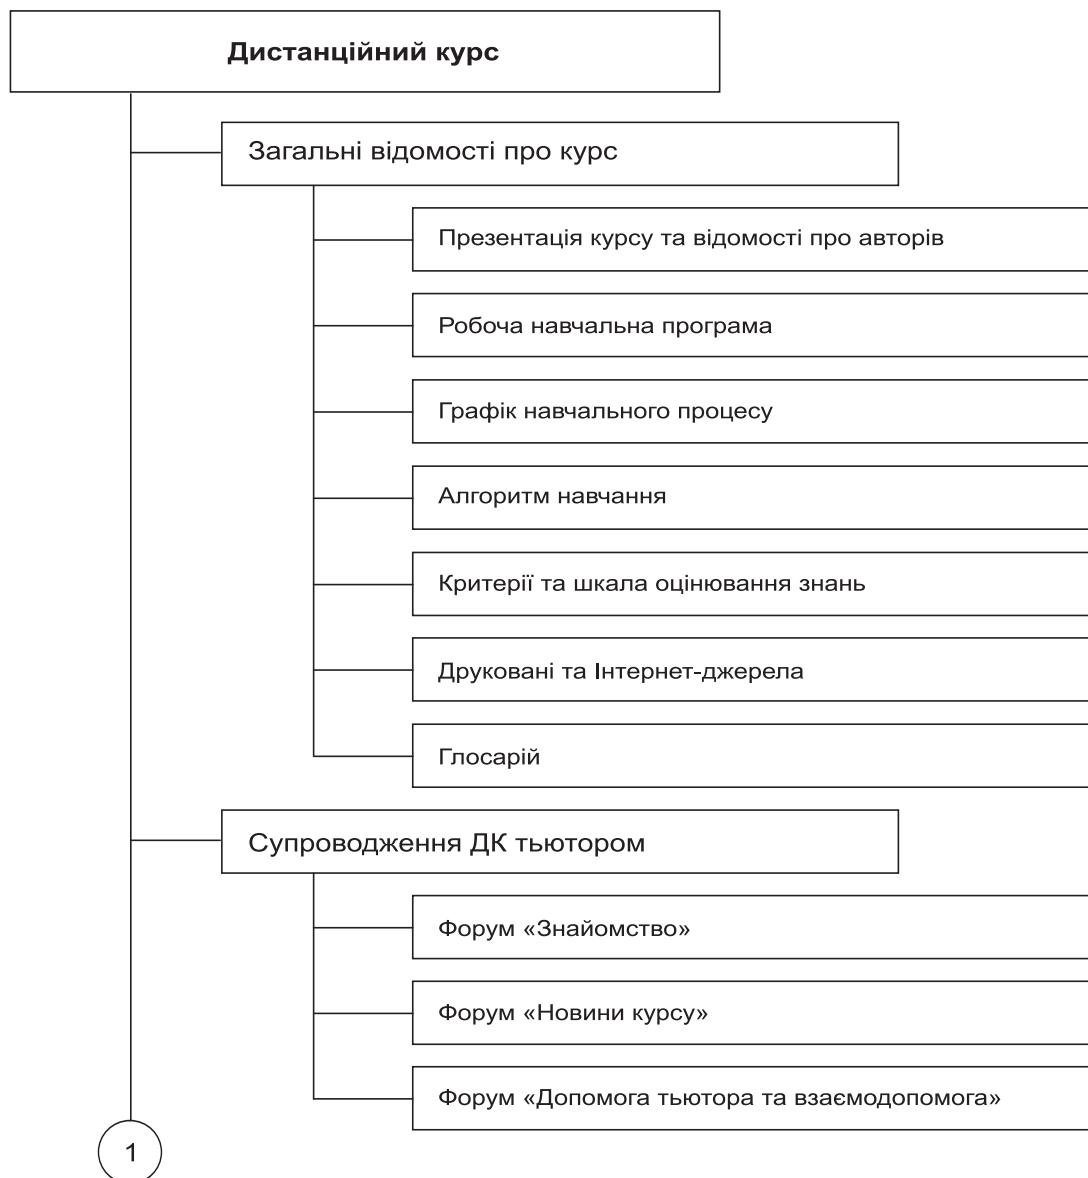 Дистанційний курс
Загальні відомості про курс
Презентація курсу та відомості про авторів
Робоча навчальна програма
Графік навчального процесу
Алгоритм навчання
Критерії та шкала оцінювання знань
Друковані та Інтернет-джерела
Глосарій
Супроводження ДК тьютором
Форум «Знайомство»
Форум «Новини курсу»
Форум «Допомога тьютора та взаємодопомога»
1